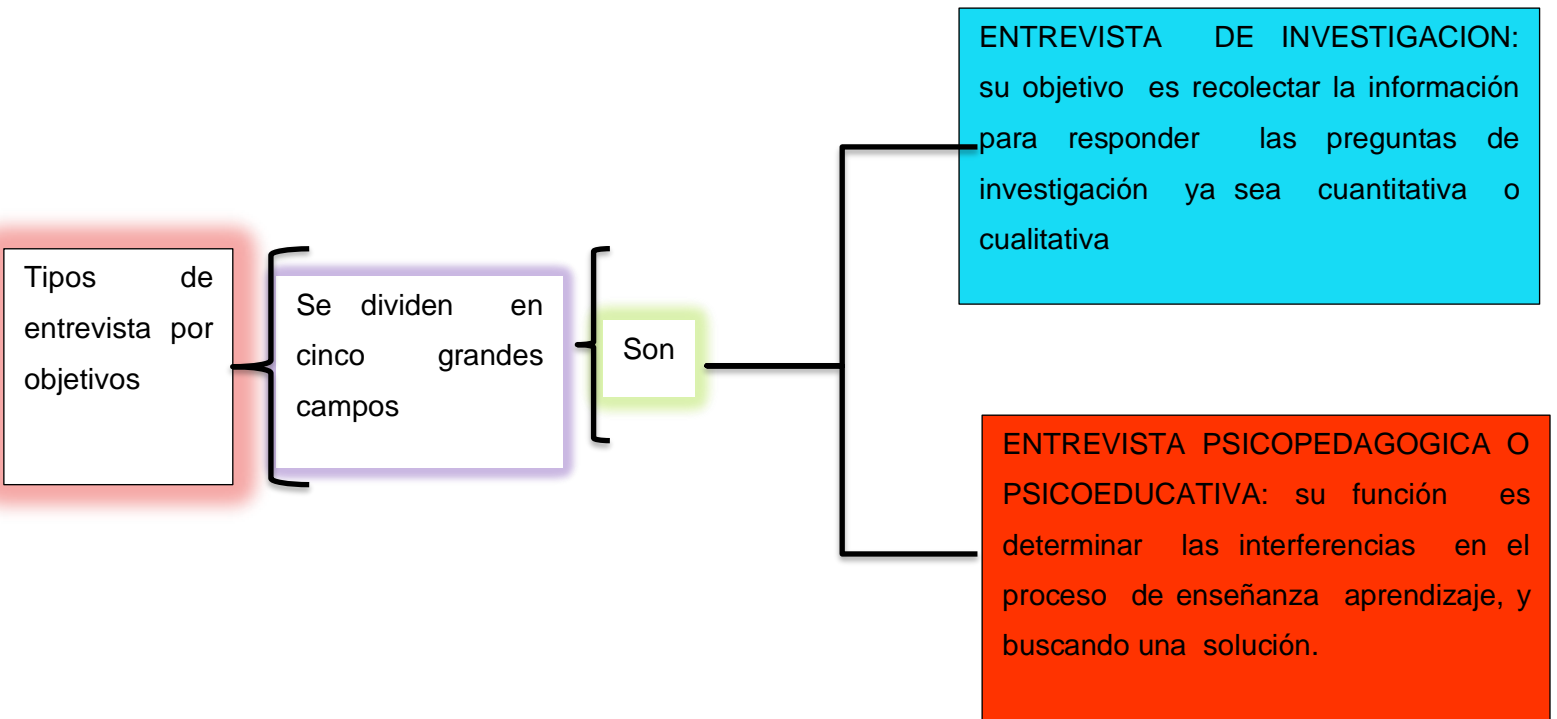 Tipos de
entrevista por
objetivos
Se dividen en
cinco grandes
campos
Son
ENTREVISTA DE INVESTIGACION:
su objetivo es recolectar la información
para responder las preguntas de
investigación ya sea cuantitativa o
cualitativa
ENTREVISTA PSICOPEDAGOGICA O
PSICOEDUCATIVA: su función es
determinar las interferencias en el
proceso de enseñanza aprendizaje, y
buscando una solución.